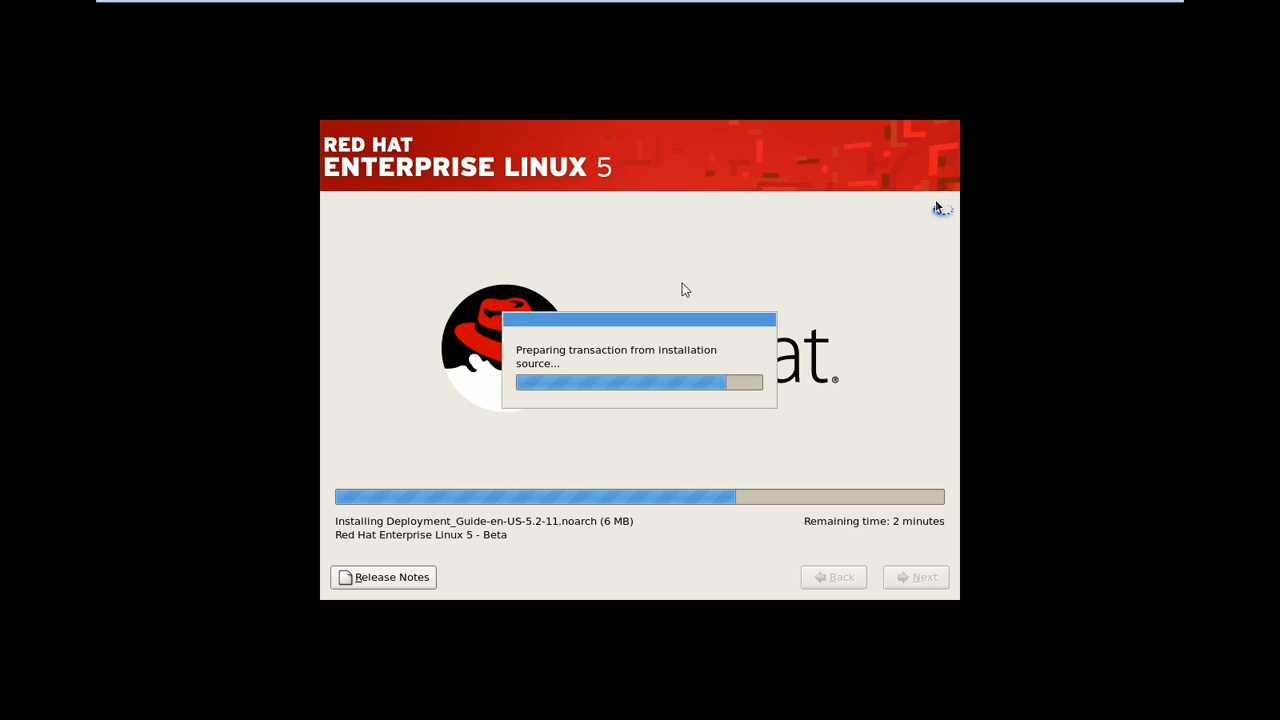 RED HAT
ENTERPRISE LINUX 5
Preparing transaction from installation
source...
at.®
Installing Deployment_Guide-en-US-5.2-11.noarch (6 MB)
Remaining time: 2 minutes
Red Hat Enterprise Linux 5 - Beta
Release Notes
Back
Next